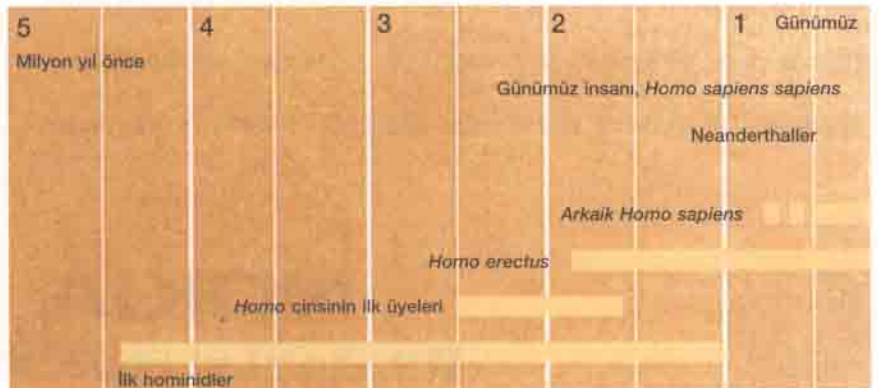 5 4 3 2 1 Günümüz
Milyon yıl önce
Günümüz insanı, Homo sapiens sapiens
Neanderthaller
Arkaik Homo sapiens
Homo erectus
Homo cinsinin ilk üyeleri
İlk hominidler